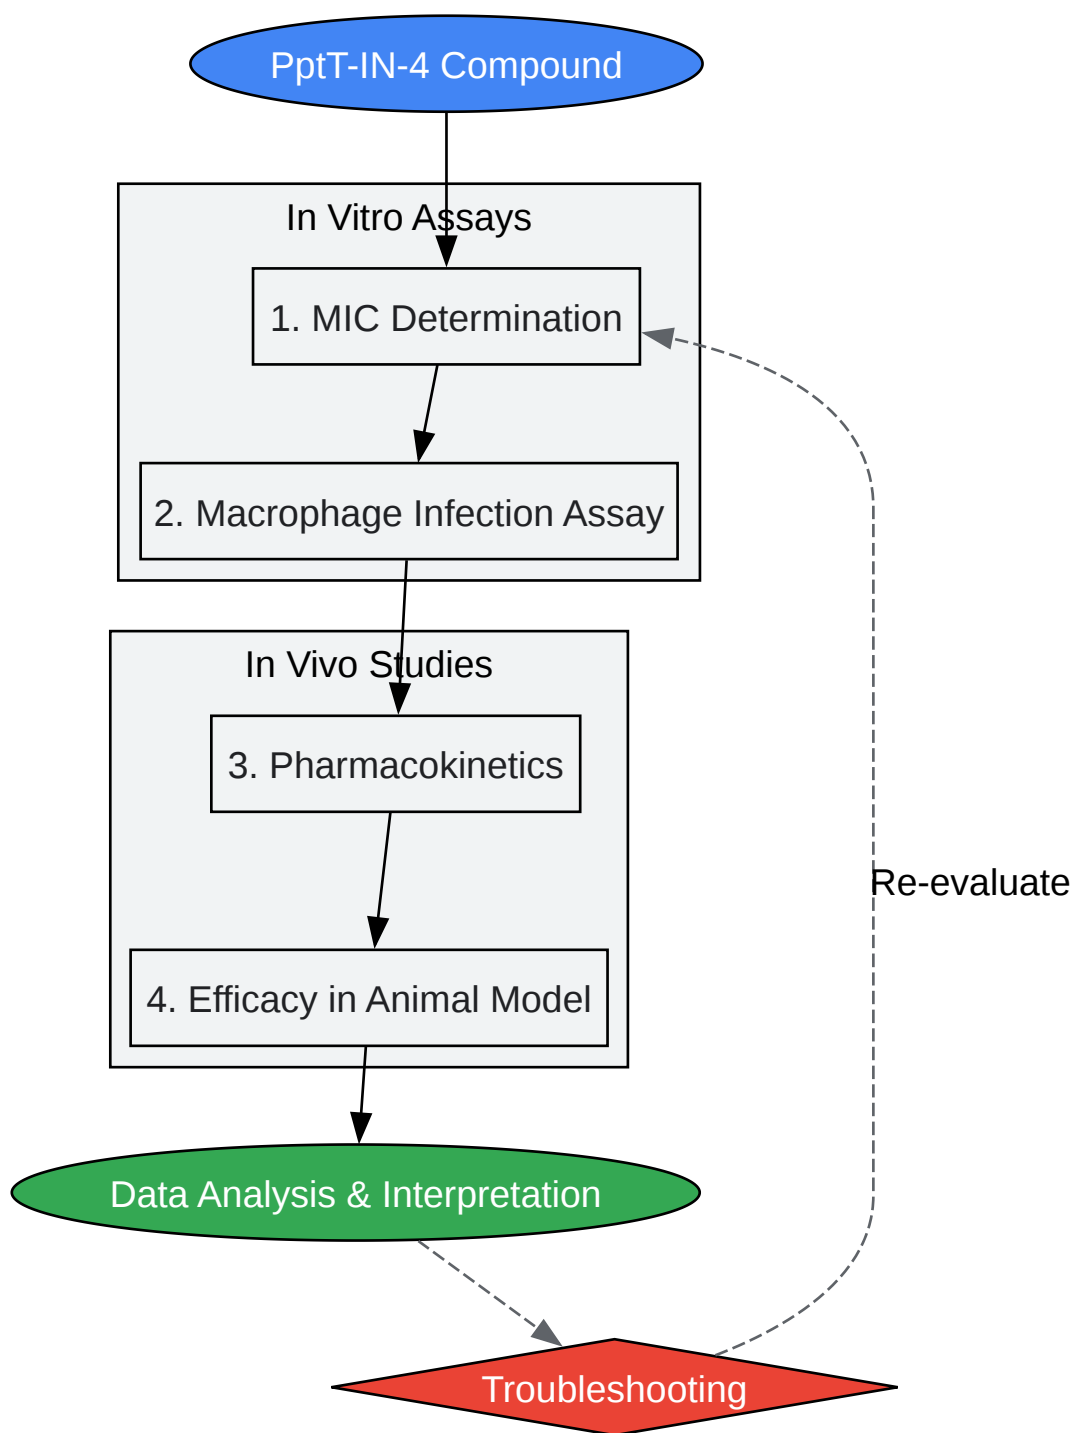 PptT-IN-4 Compound
In Vitro Assays
1. MIC Determination
2. Macrophage Infection Assay
In Vivo Studies
3. Pharmacokinetics
Re-evaluate
4. Efficacy in Animal Model
Data Analysis & Interpretation
Troubleshooting